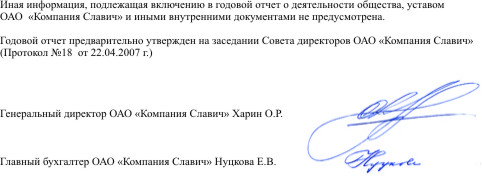 Иная информация, подлежащая включению в годовой отчет о деятельности общества, уставом
ОАО «Компания Славич» и иными внутренними документами не предусмотрена.
Годовой отчет предварительно утвержден на заседании Совета директоров ОАО «Компания Славич»
(Протокол №18 от 22.04.2007 г.)
Генеральный директор ОАО «Компания Славич» Харин О.Р.
Главный бухгалтер ОАО «Компания Славич» Нуцкова Е.В.